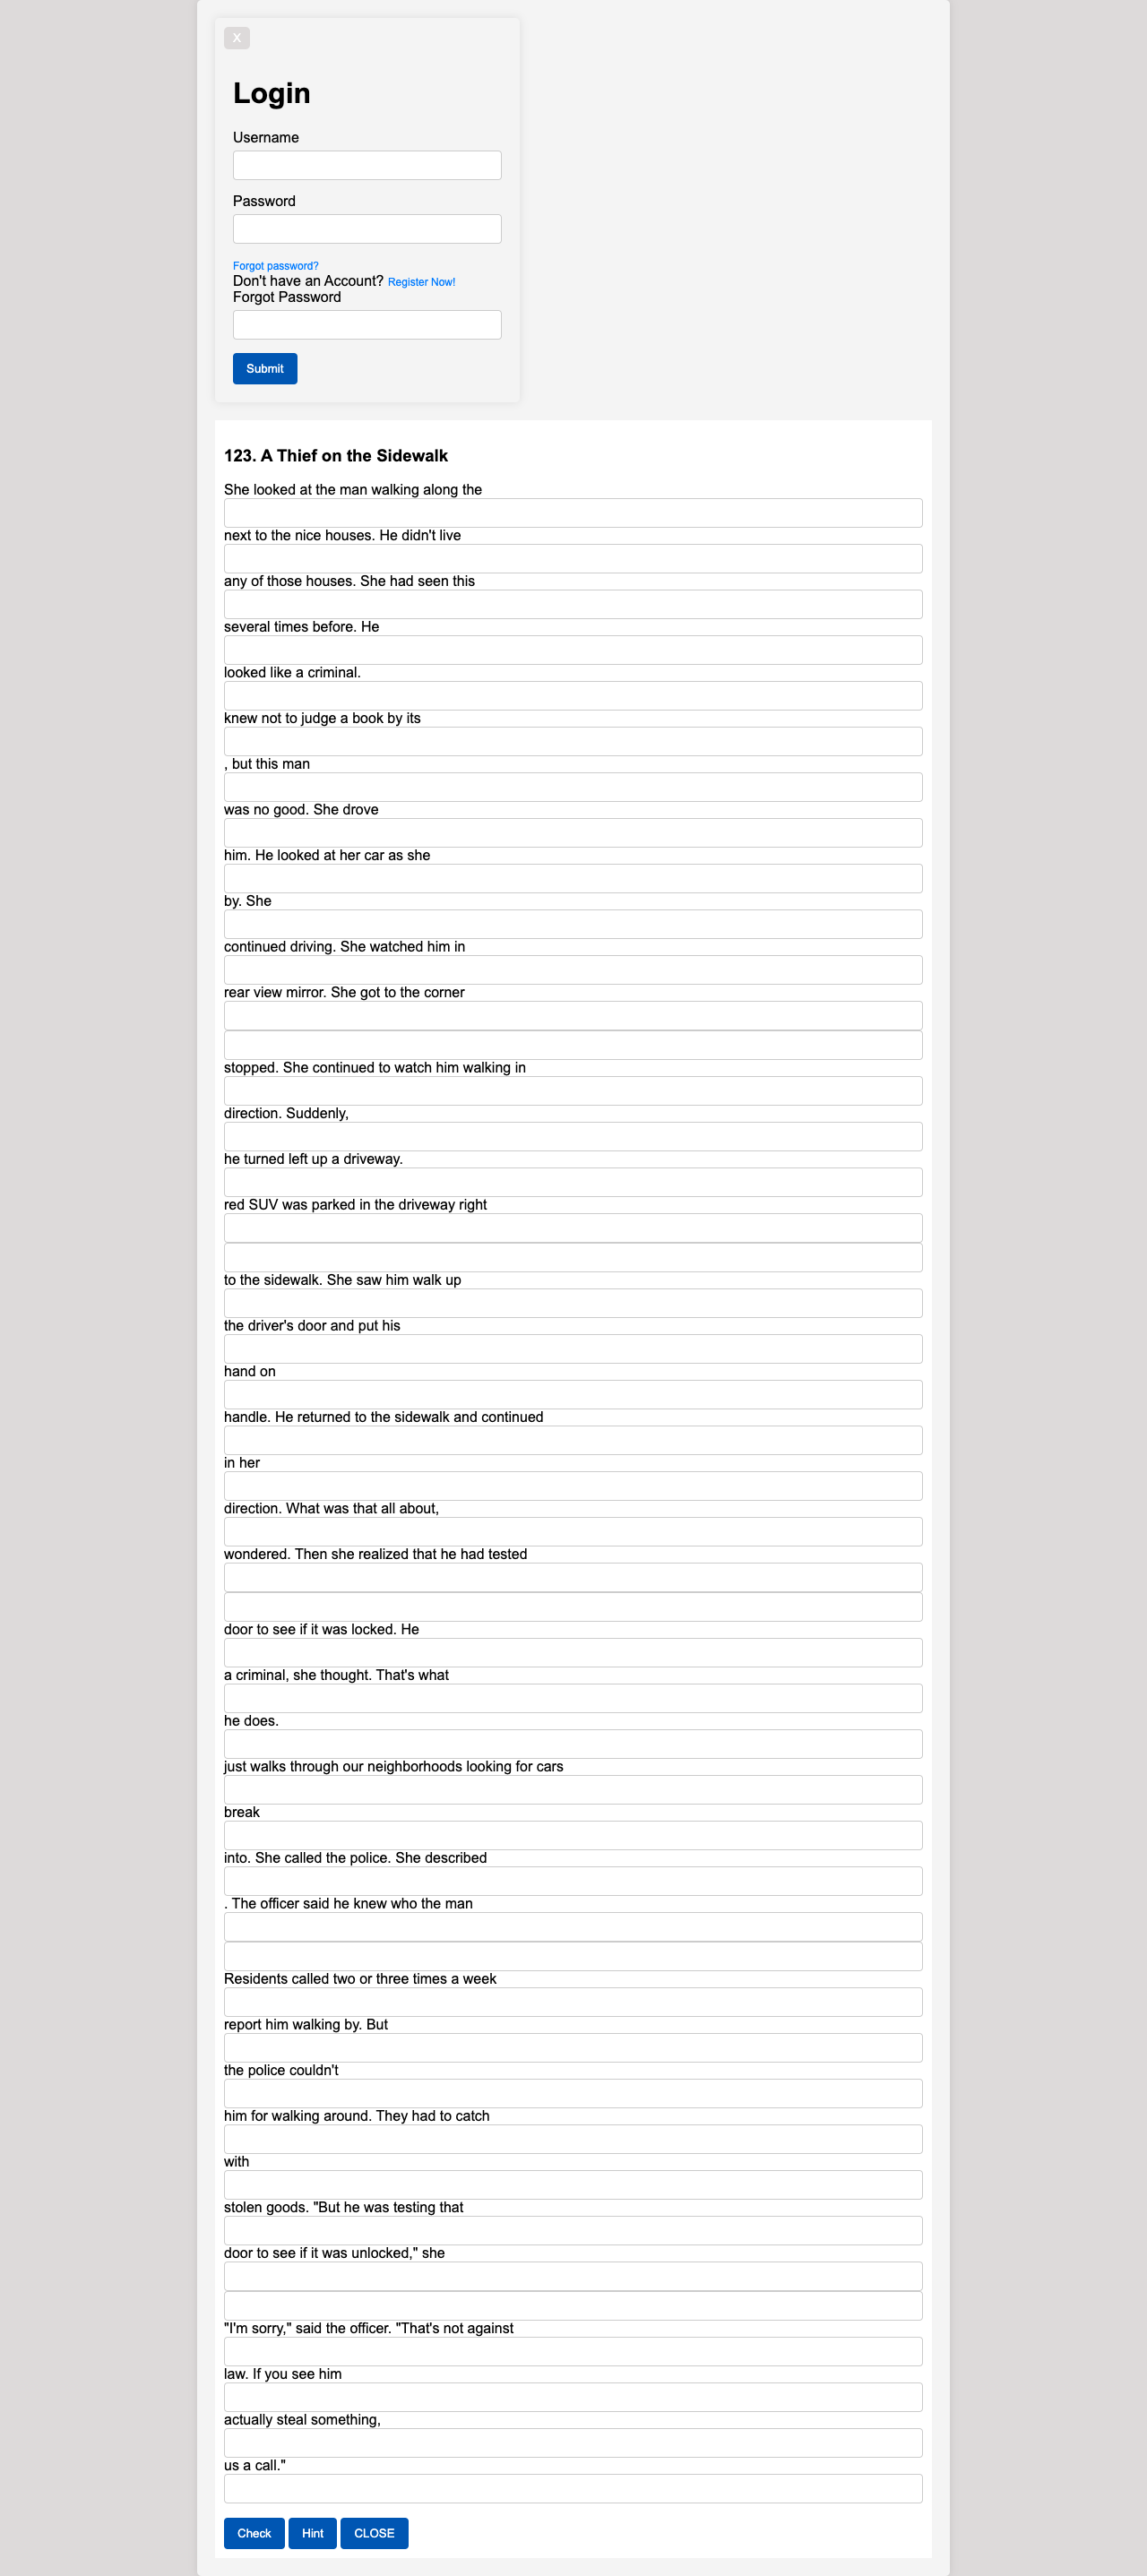 X
Login
Username
Password
Forgot password?
Don't have an Account? Register Now!
Forgot Password
Submit
123. A Thief on the Sidewalk
She looked at the man walking along the
next to the nice houses. He didn't live
any of those houses. She had seen this
several times before. He
looked like a criminal.
knew not to judge a book by its
, but this man
was no good. She drove
him. He looked at her car as she
by. She
continued driving. She watched him in
rear view mirror. She got to the corner
stopped. She continued to watch him walking in
direction. Suddenly,
he turned left up a driveway.
red SUV was parked in the driveway right
to the sidewalk. She saw him walk up
the driver's door and put his
hand on
handle. He returned to the sidewalk and continued
in her
direction. What was that all about,
wondered. Then she realized that he had tested
door to see if it was locked. He
a criminal, she thought. That's what
he does.
just walks through our neighborhoods looking for cars
break
into. She called the police. She described
. The officer said he knew who the man
Residents called two or three times a week
report him walking by. But
the police couldn't
him for walking around. They had to catch
with
stolen goods. "But he was testing that
door to see if it was unlocked," she
"I'm sorry," said the officer. "That's not against
law. If you see him
actually steal something,
us a call."
Check Hint CLOSE